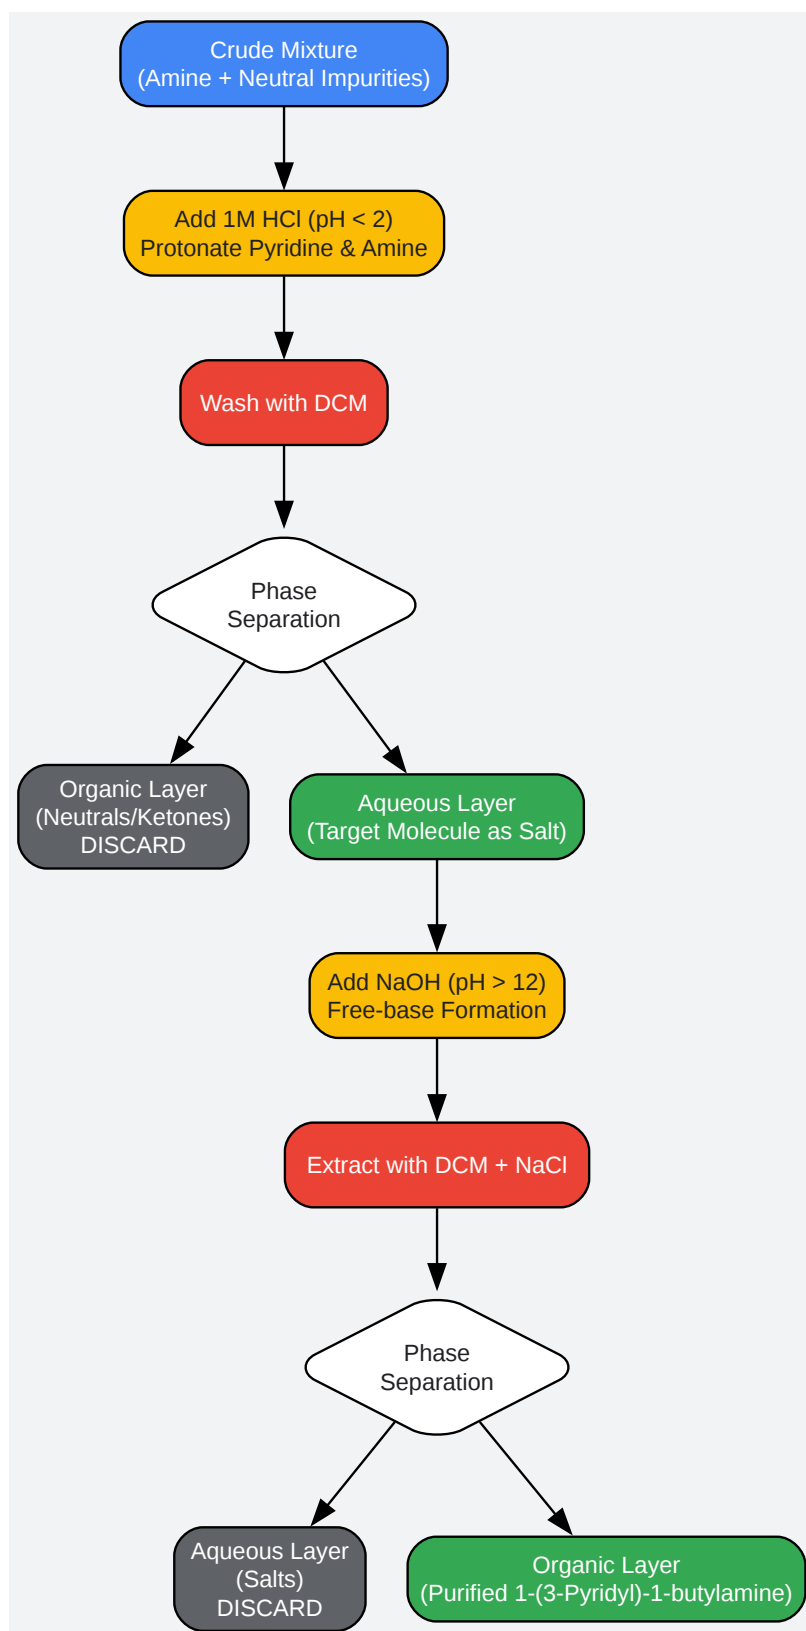 Crude Mixture
(Amine + Neutral Impurities)
Add 1M HCl (pH < 2)
Protonate Pyridine & Amine
Wash with DCM
Phase
Separation
Organic Layer
(Neutrals/Ketones)
DISCARD
Aqueous Layer
(Target Molecule as Salt)
Add NaOH (pH > 12)
Free-base Formation
Extract with DCM + NaCl
Phase
Separation
Aqueous Layer
(Salts)
DISCARD
Organic Layer
(Purified 1-(3-Pyridyl)-1-butylamine)